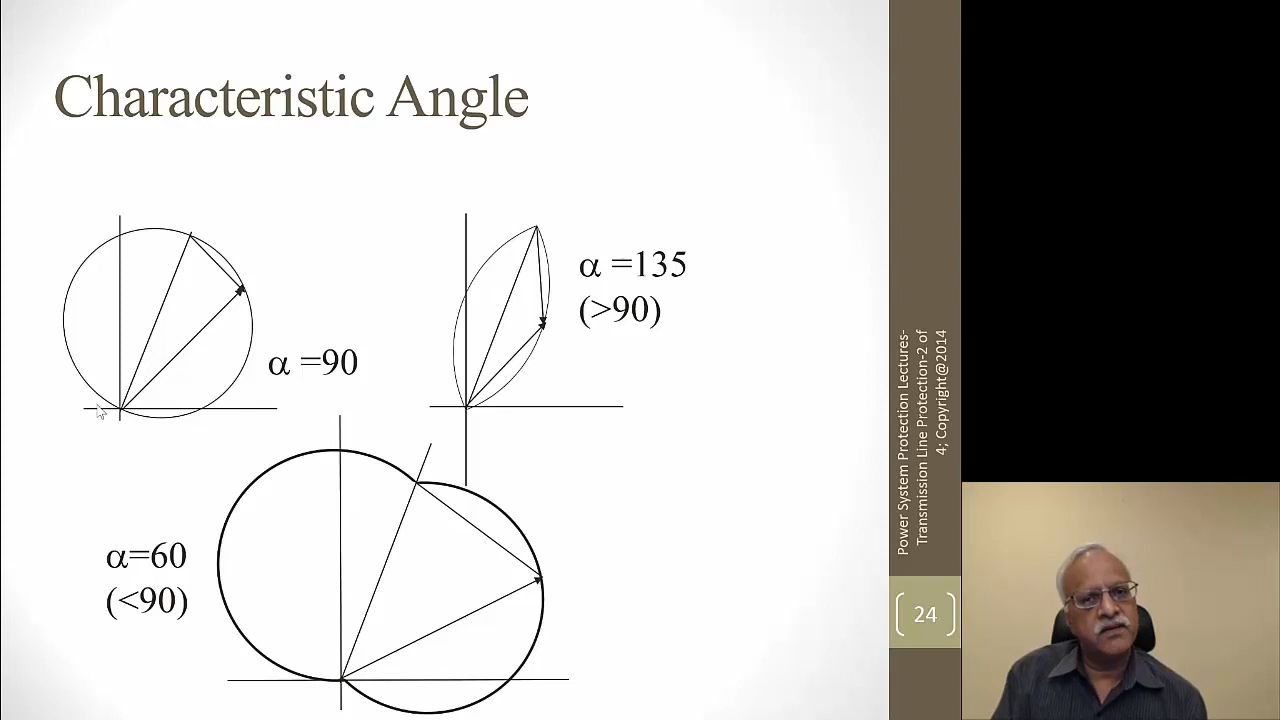 Characteristic Angle
α =90
α =135
(>90)
α=60
(<90)
Power System Protection Lectures-
Transmission Line Protection-2 of
4; Copyright@2014
24